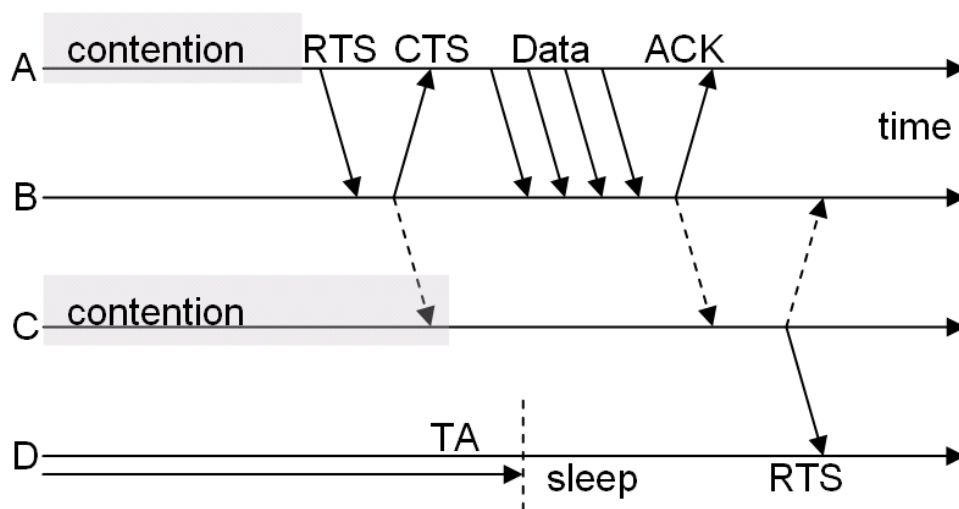 contention RTS CTS Data ACK
A
time
B
contention
C
TA
D
sleep RTS